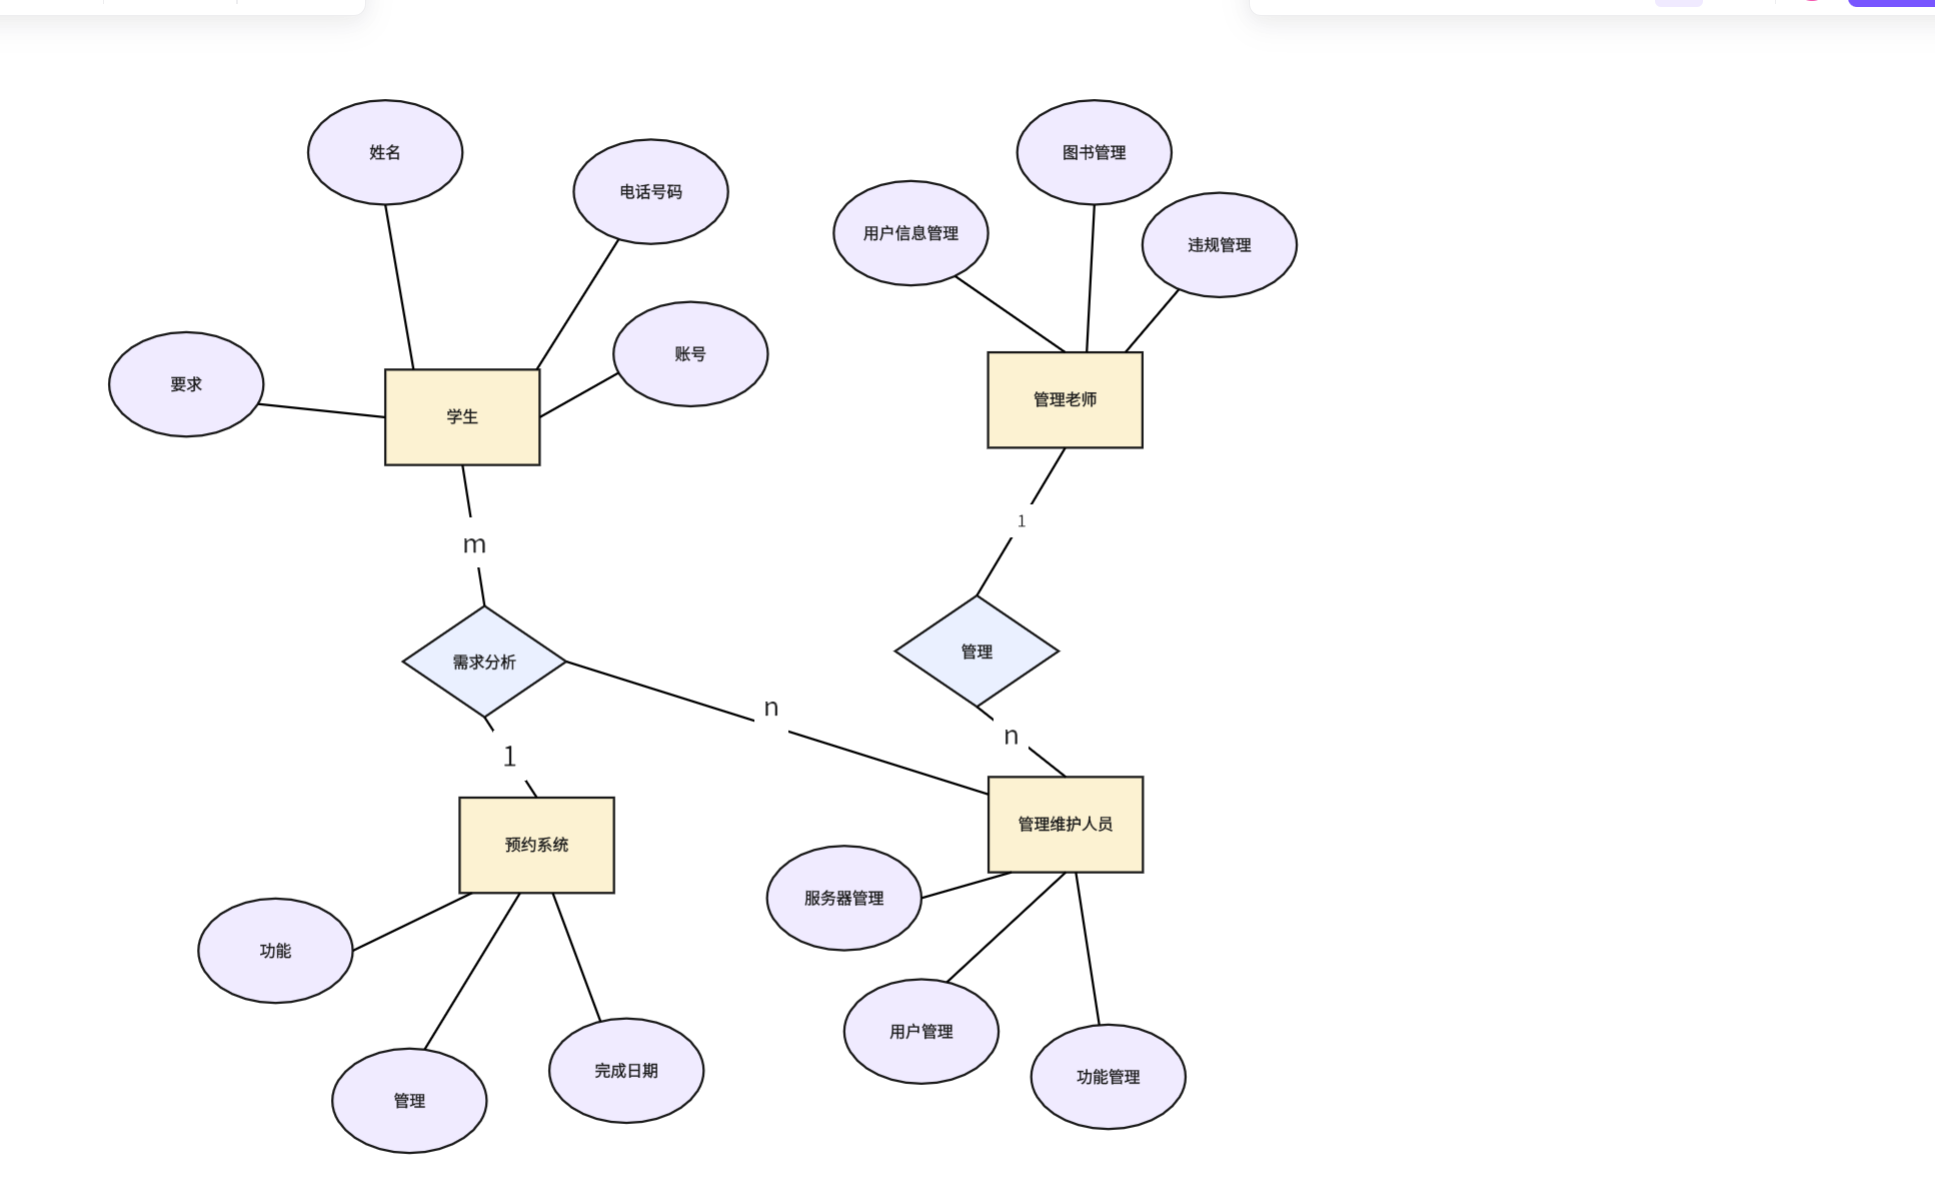 姓名
图书管理
电话号码
用户信息管理
违规管理
账号
要求
学生
管理老师
1
m
管理
需求分析
n
n
1
管理维护人员
预约系统
服务器管理
功能
用户管理
完成日期
功能管理
管理